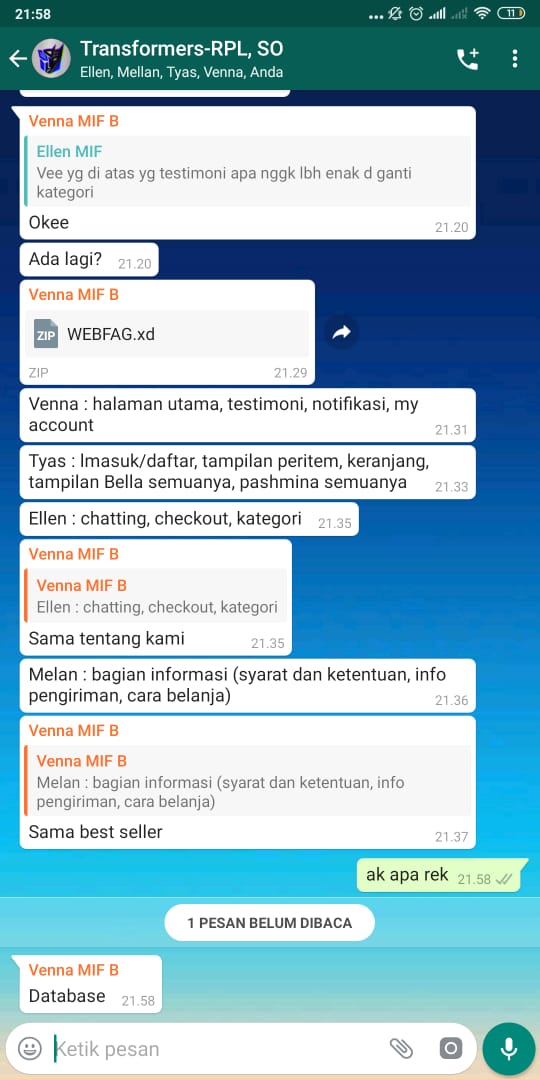 21:58
11
Transformers-RPL, SO
Ellen, Mellan, Tyas, Venna, Anda
Venna MIF B
Ellen MIF
Vee yg di atas yg testimoni apa nggk lbh enak d ganti
kategori
Okee
21.20
Ada lagi? 21.20
Venna MIF B
ZIP WEBFAG.xd
ZIP 21.29
Venna : halaman utama, testimoni, notifikasi, my
account 21.31
Tyas : lmasuk/daftar, tampilan peritem, keranjang,
tampilan Bella semuanya, pashmina semuanya 21.33
Ellen : chatting, checkout, kategori 21.35
Venna MIF B
Venna MIF B
Ellen : chatting, checkout, kategori
Sama tentang kami 21.35
Melan : bagian informasi (syarat dan ketentuan, info
pengiriman, cara belanja) 21.36
Venna MIF B
Venna MIF B
Melan : bagian informasi (syarat dan ketentuan, info
pengiriman, cara belanja)
Sama best seller 21.37
ak apa rek 21.58
1 PESAN BELUM DIBACA
Venna MIF B
Database 21.58
Ketik pesan